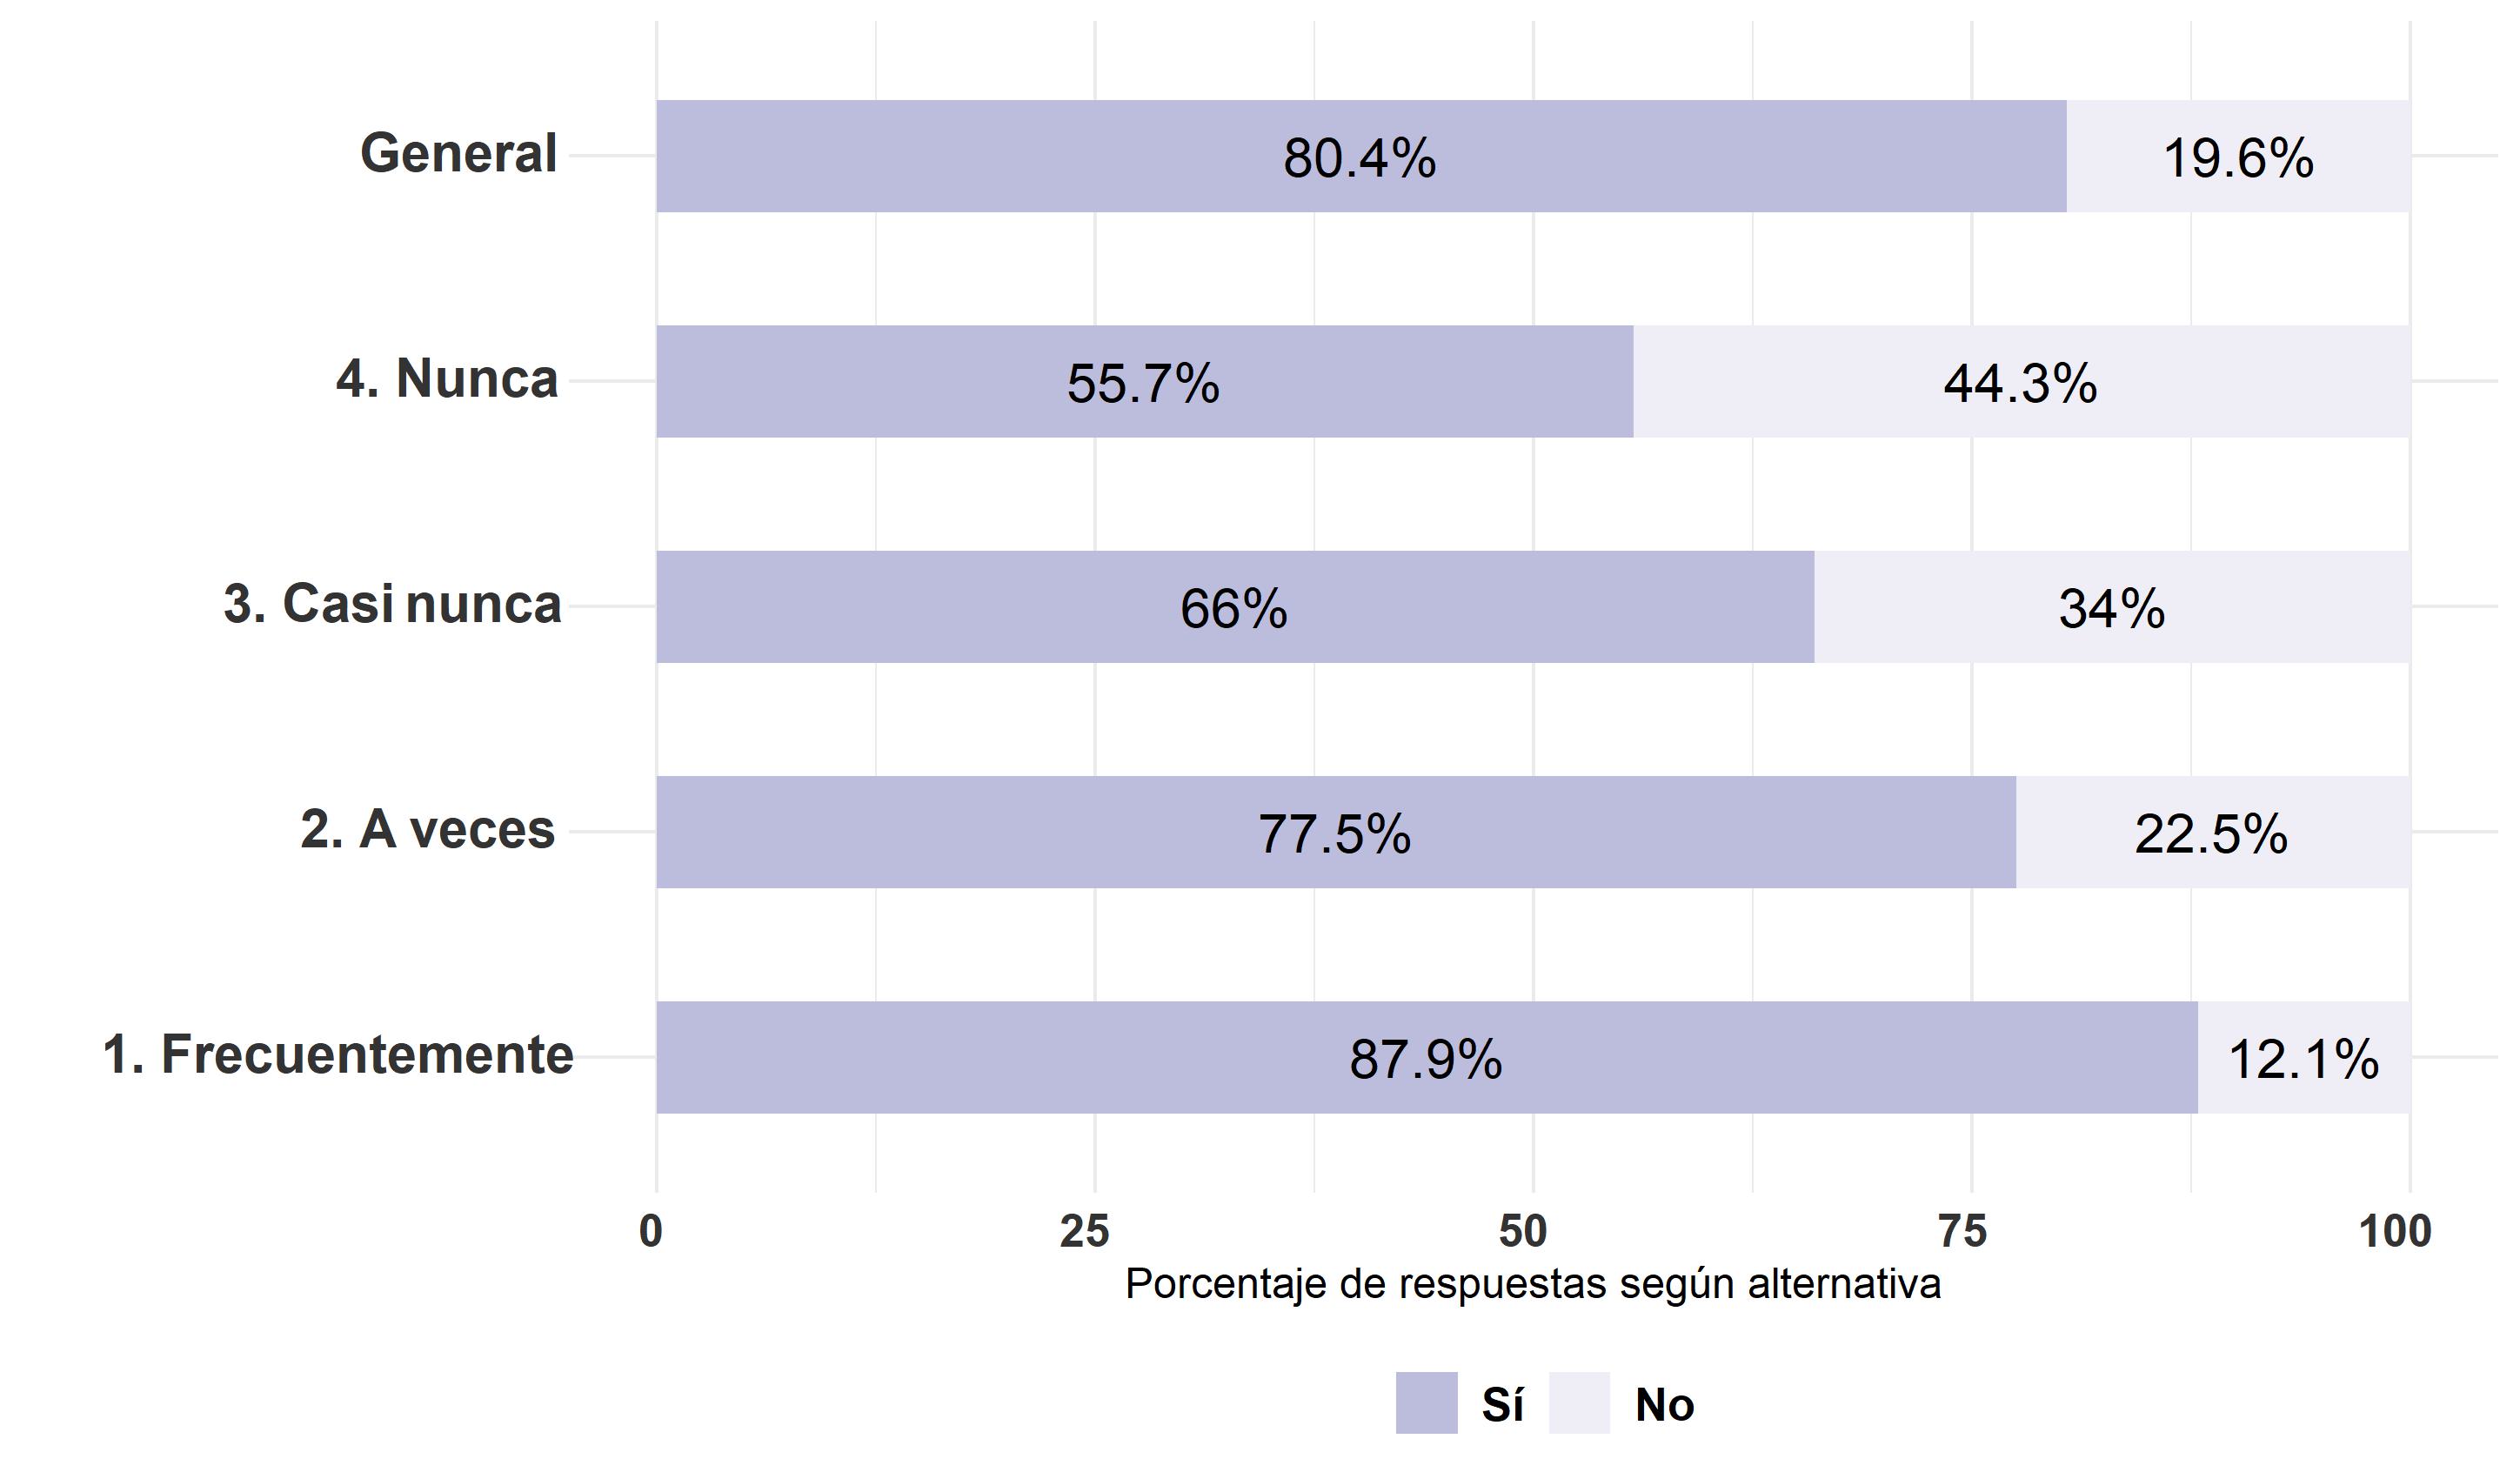 General 80.4% 19.6%
4. Nunca 55.7% 44.3%
3. Casi nunca 66% 34%
2. A veces 77.5% 22.5%
1. Frecuentemente 87.9% 12.1%
0 25 50 75 100
Porcentaje de respuestas según alternativa
Sí No